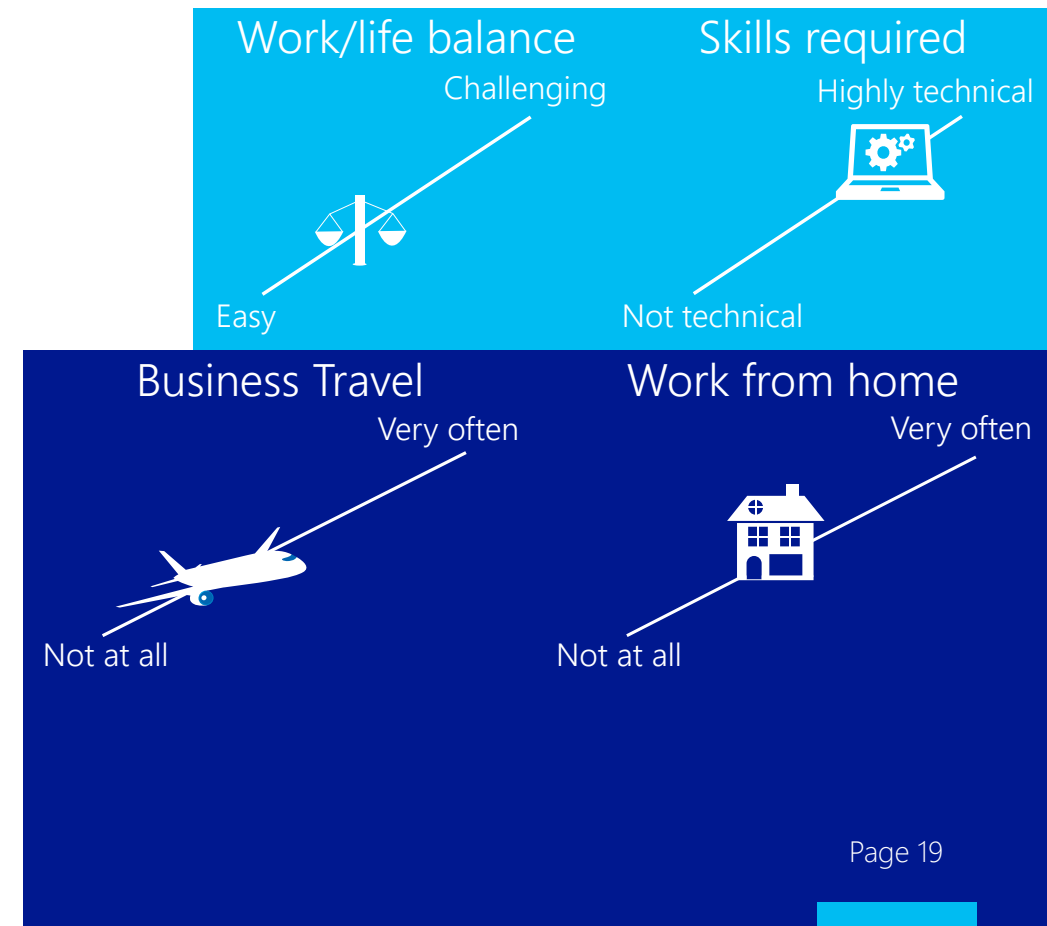 Work/life balance
Challenging
Easy
Skills required
Highly technical
Not technical
Business Travel
Very often
Not at all
Work from home
Very often
Not at all
Page 19